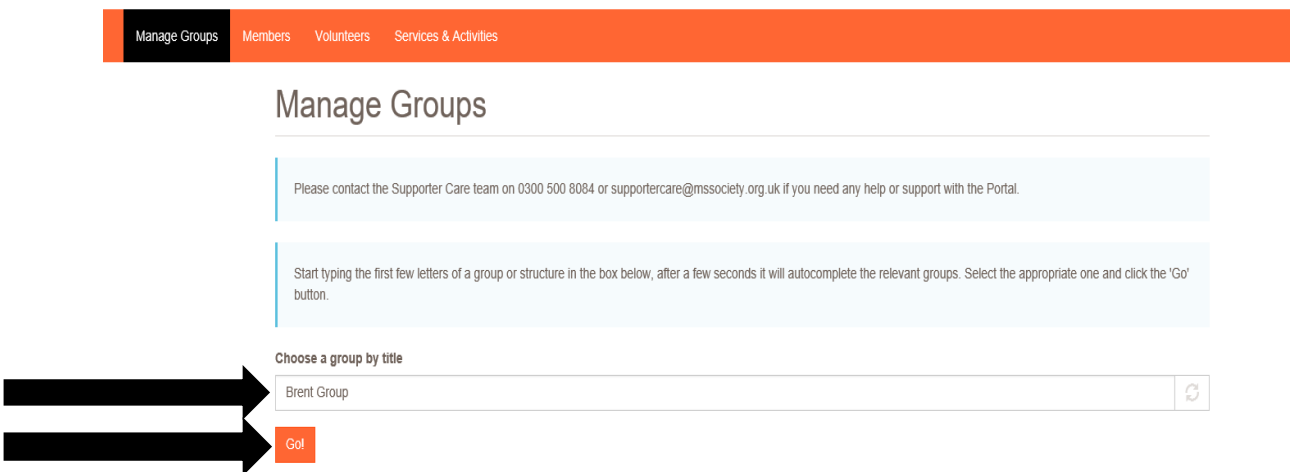 Manage Groups Members Volunteers Services & Activities
Manage Groups
Please contact the Supporter Care team on 0300 500 8084 or supportercare@mssociety.org.uk if you need any help or support with the Portal.
Start typing the first few letters of a group or structure in the box below, after a few seconds it will autocomplete the relevant groups. Select the appropriate one and click the 'Go'
button.
Choose a group by title
Brent Group
Go!